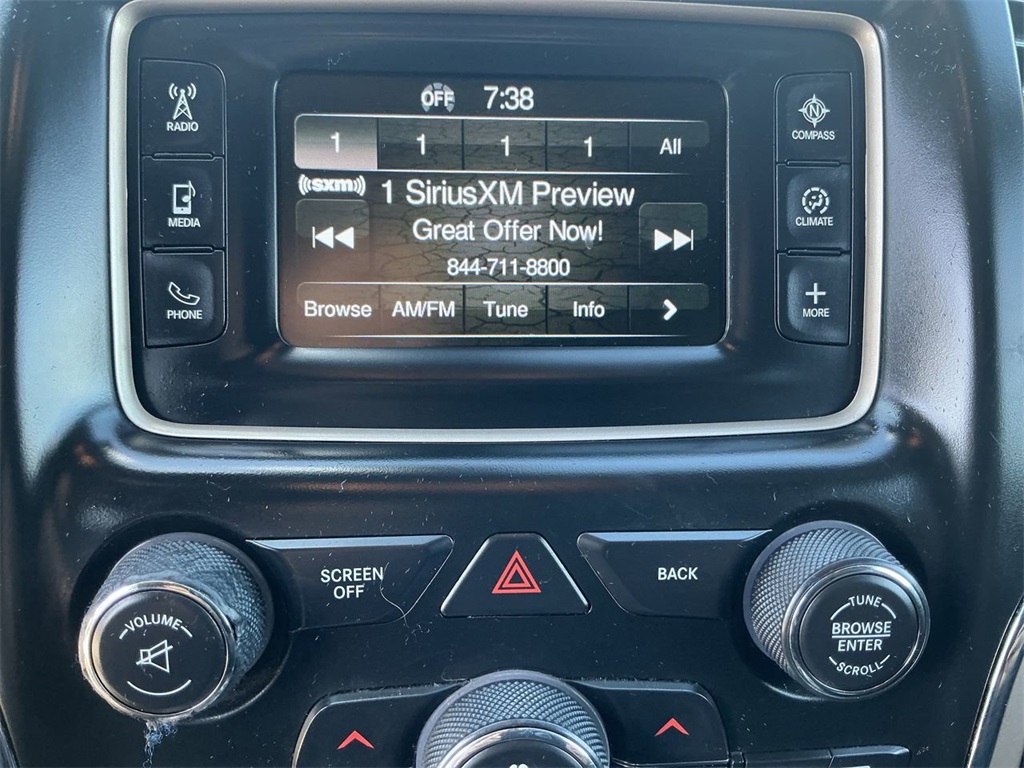 OFF 7:38
1 1 1 1 All
((sxm)) 1 SiriusXM Preview
Great Offer Now!
844-711-8800
Browse AM/FM Tune Info
RADIO
MEDIA
PHONE
N
COMPASS
CLIMATE
+
MORE
SCREEN
OFF
BACK
VOLUME
TUNE
BROWSE
ENTER
SCROLL